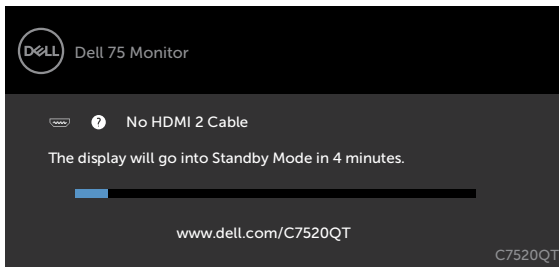 DELL
Dell 75 Monitor
? No HDMI 2 Cable
The display will go into Standby Mode in 4 minutes.
www.dell.com/C7520QT
C7520QT